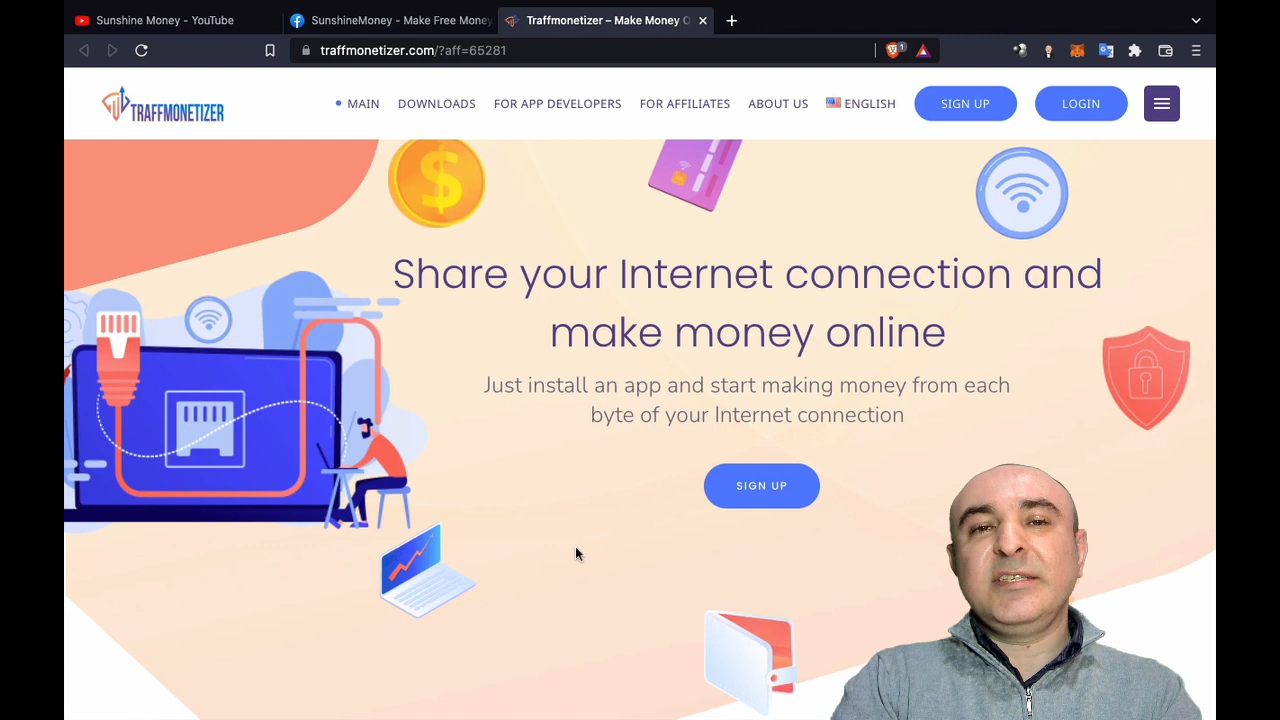 Sunshine Money - YouTube
SunshineMoney - Make Free Money
Traffmonetizer – Make Money O
traffmonetizer.com/?aff=65281
1
TRAFFMONETIZER
MAIN
DOWNLOADS
FOR APP DEVELOPERS
FOR AFFILIATES
ABOUT US
ENGLISH
SIGN UP
LOGIN
$
Share your Internet connection and
make money online
Just install an app and start making money from each
byte of your Internet connection
SIGN UP